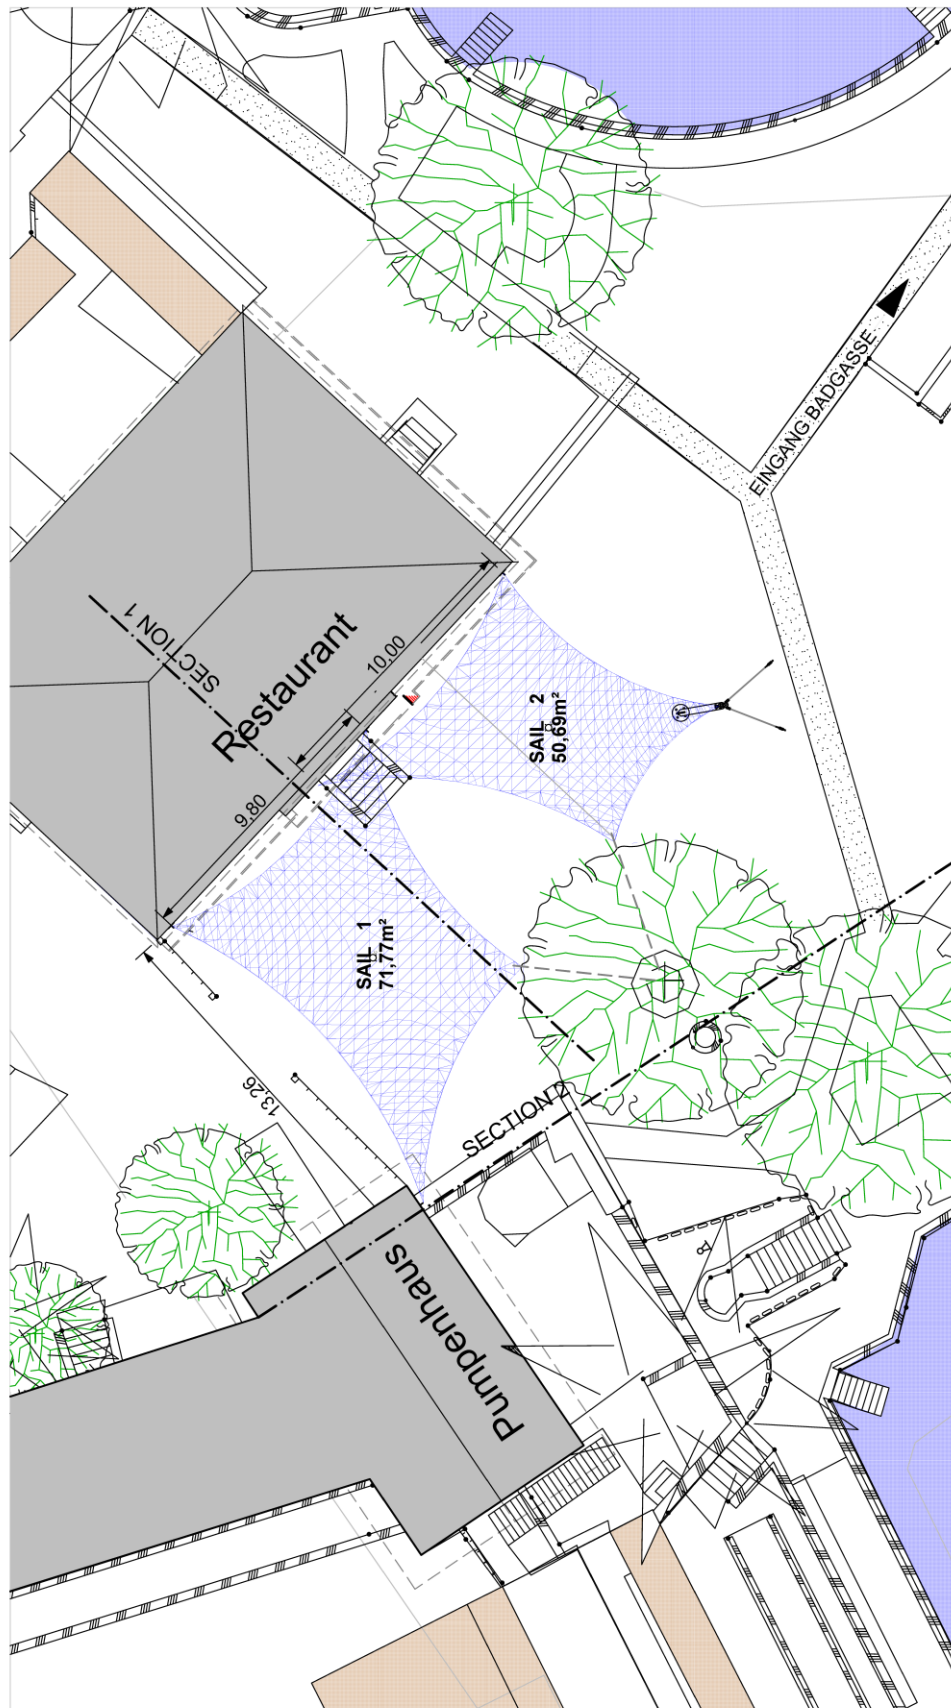 EINGANG BADGASSE
SECTION 1
Restaurant
10,00
9,80
SAIL 2
50,69m²
SAIL 1
71,77m²
13,26
SECTION 2
Pumpenhaus